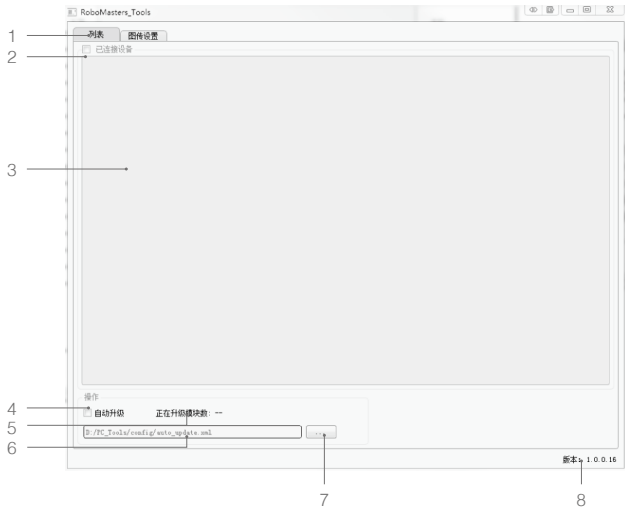 RoboMasters_Tools
1
列表 图传设置
2
已连接设备
3
操作
4
自动升级 正在升级模块数: --
5
6
D:/PC_Tools/config/auto_update.xml ...
版本: 1.0.0.16
7
8